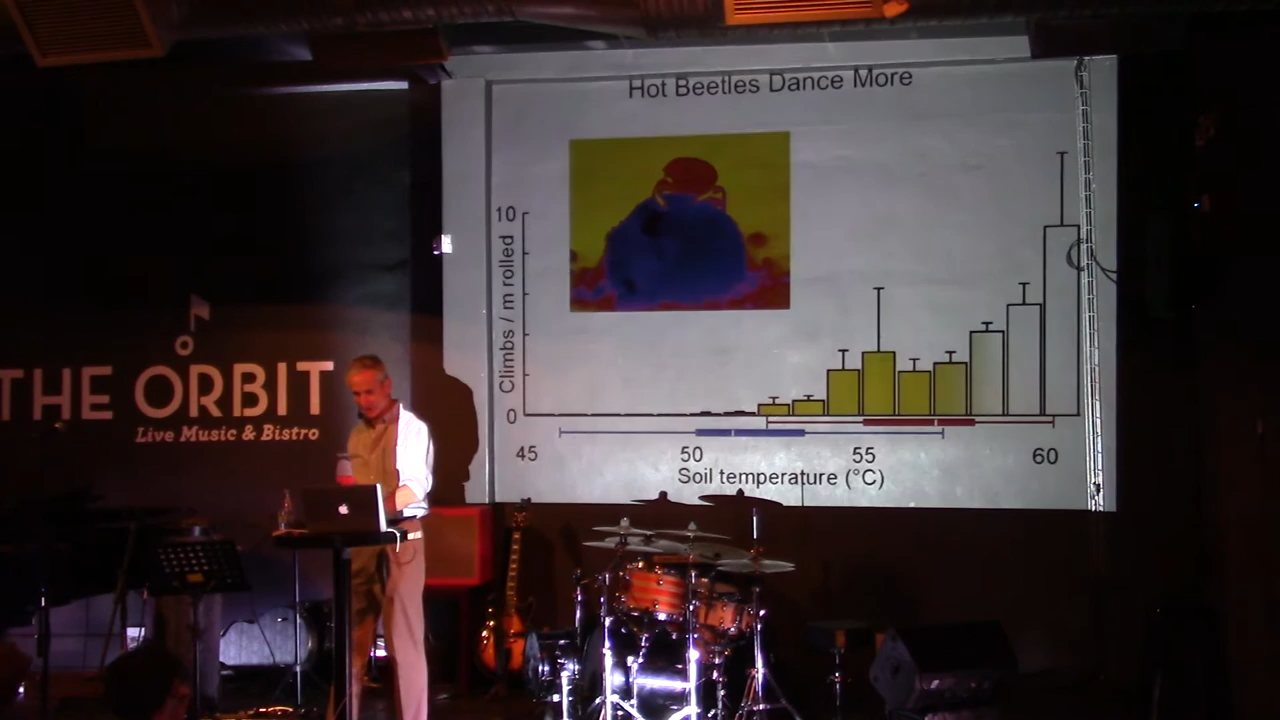 Hot Beetles Dance More
10
Climbs / m rolled
0
45 50 55 60
Soil temperature (°C)
THE ORBIT
Live Music & Bistro